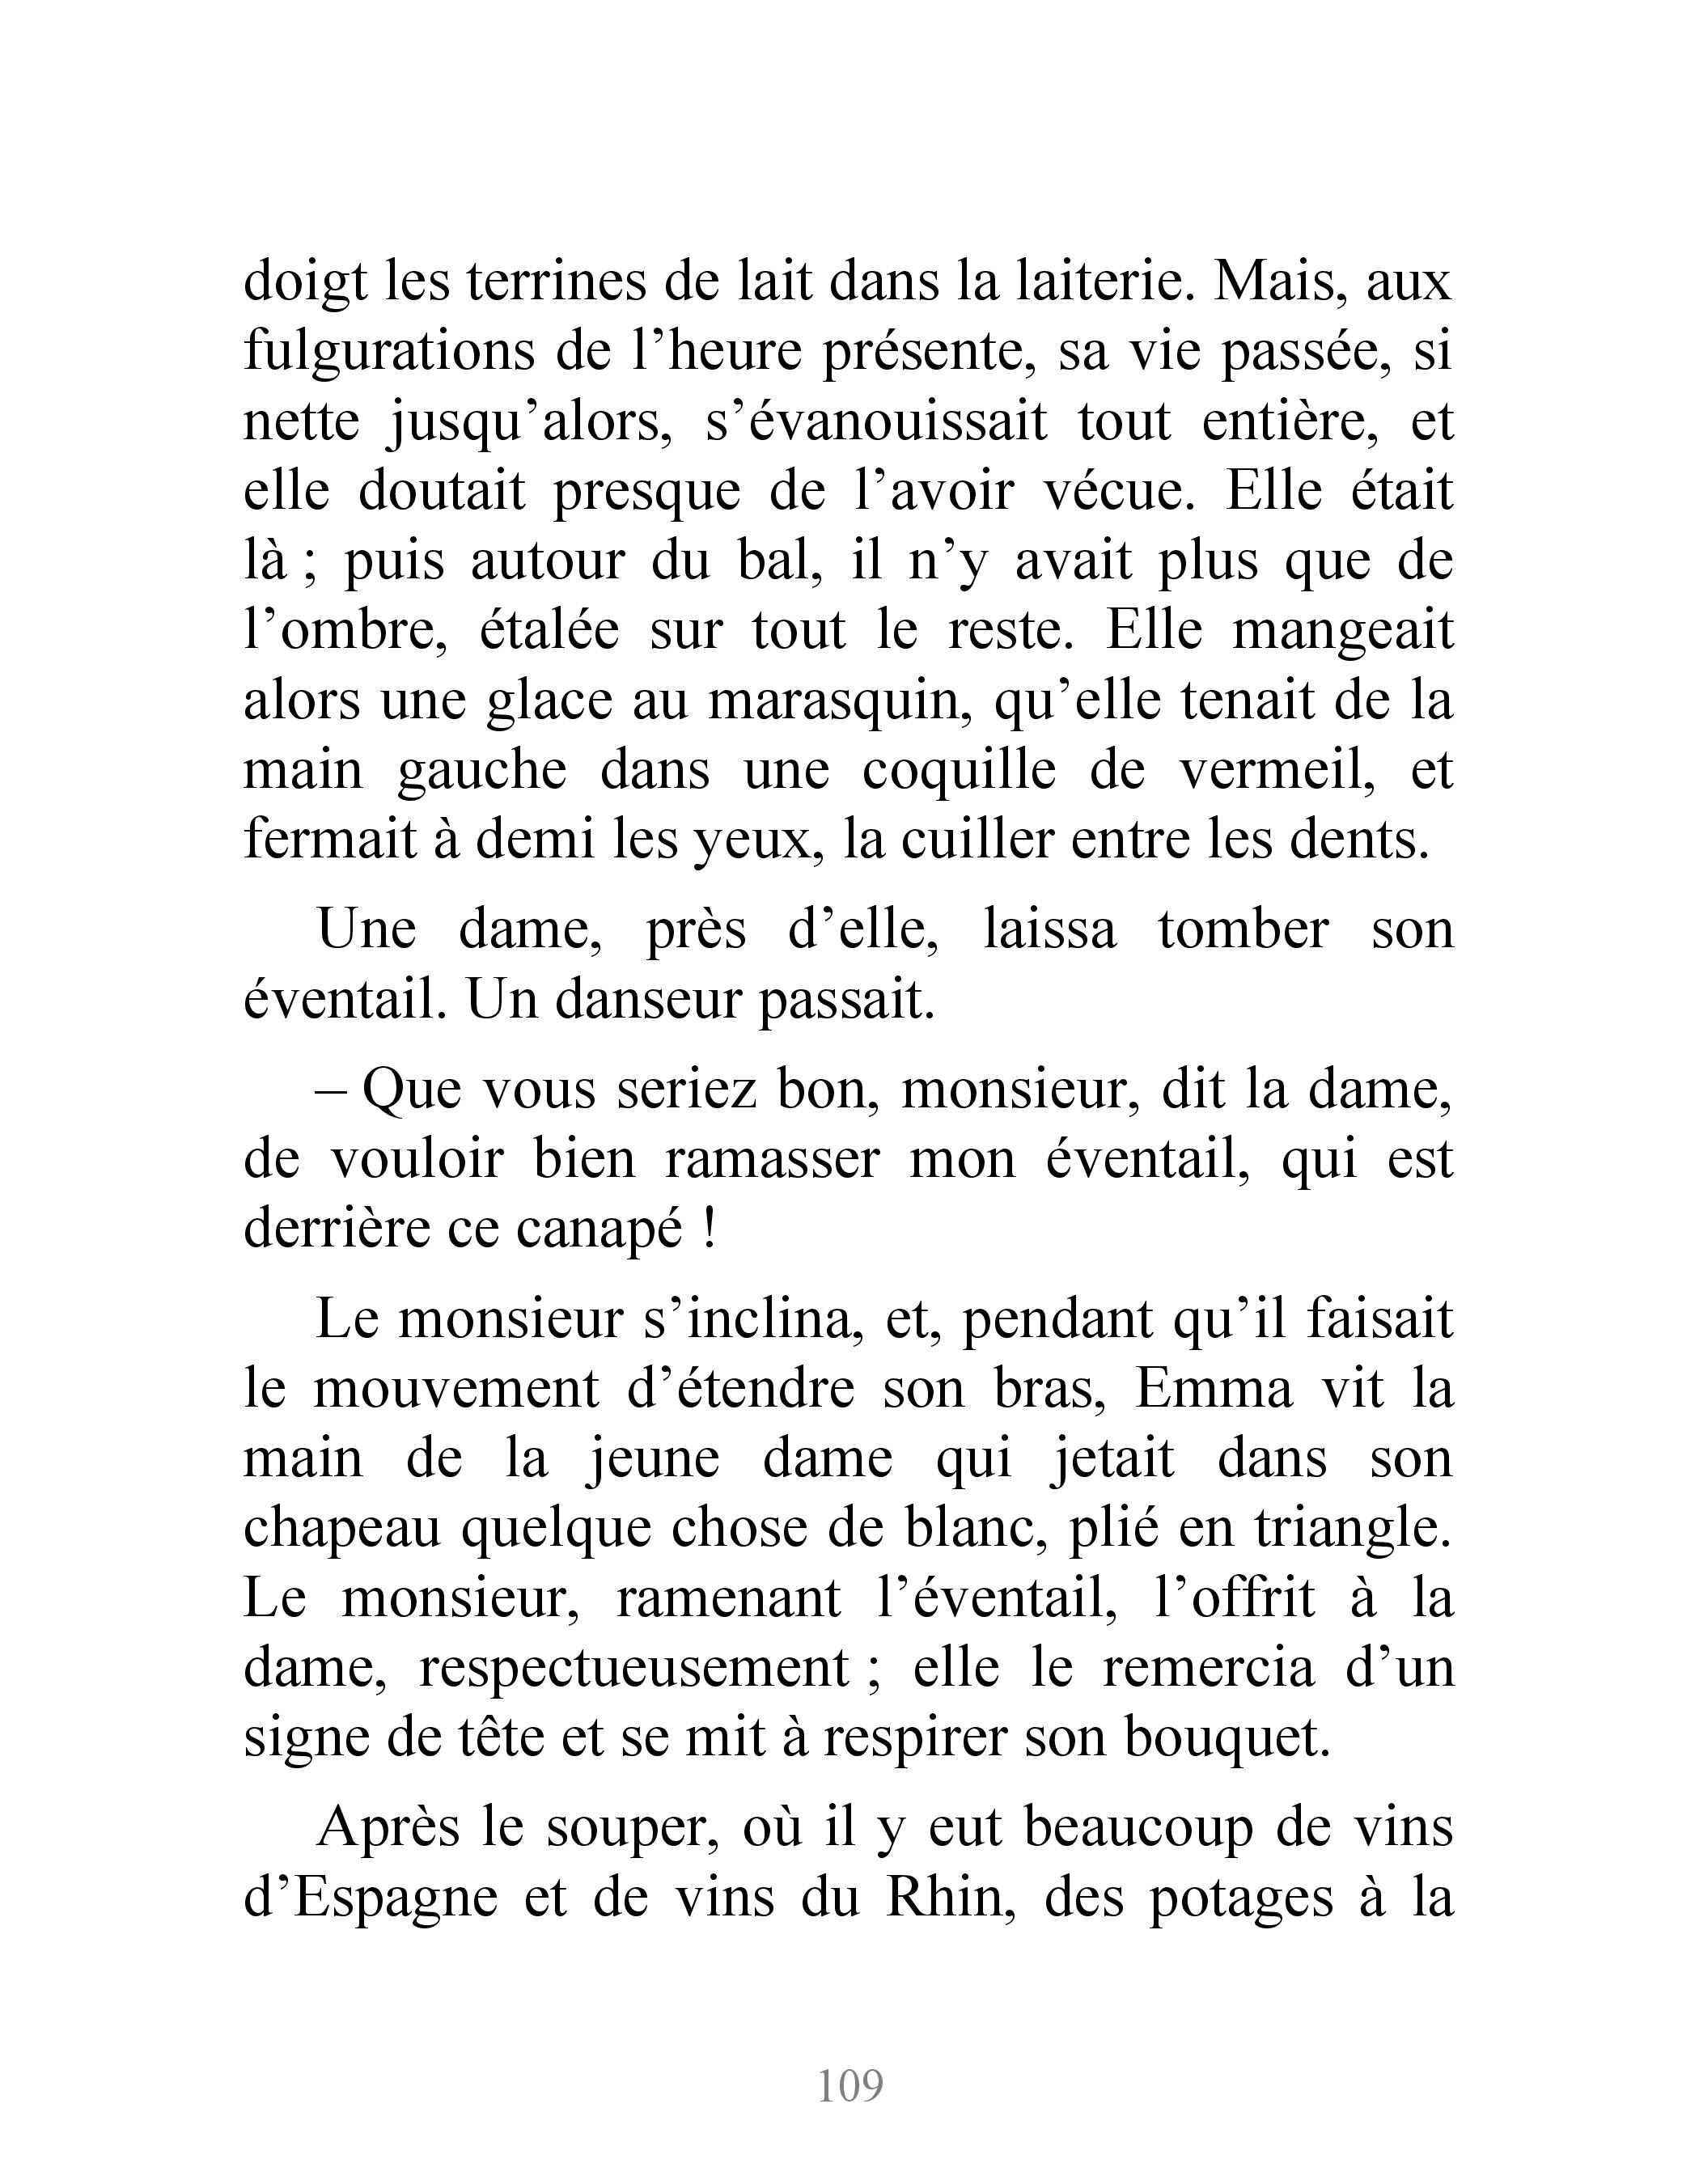 doigt les terrines de lait dans la laiterie. Mais, aux
fulgurations de l’heure présente, sa vie passée, si
nette jusqu’alors, s’évanouissait tout entière, et
elle doutait presque de l’avoir vécue. Elle était
là ; puis autour du bal, il n’y avait plus que de
l’ombre, étalée sur tout le reste. Elle mangeait
alors une glace au marasquin, qu’elle tenait de la
main gauche dans une coquille de vermeil, et
fermait à demi les yeux, la cuiller entre les dents.
Une dame, près d’elle, laissa tomber son
éventail. Un danseur passait.
– Que vous seriez bon, monsieur, dit la dame,
de vouloir bien ramasser mon éventail, qui est
derrière ce canapé !
Le monsieur s’inclina, et, pendant qu’il faisait
le mouvement d’étendre son bras, Emma vit la
main de la jeune dame qui jetait dans son
chapeau quelque chose de blanc, plié en triangle.
Le monsieur, ramenant l’éventail, l’offrit à la
dame, respectueusement ; elle le remercia d’un
signe de tête et se mit à respirer son bouquet.
Après le souper, où il y eut beaucoup de vins
d’Espagne et de vins du Rhin, des potages à la
109